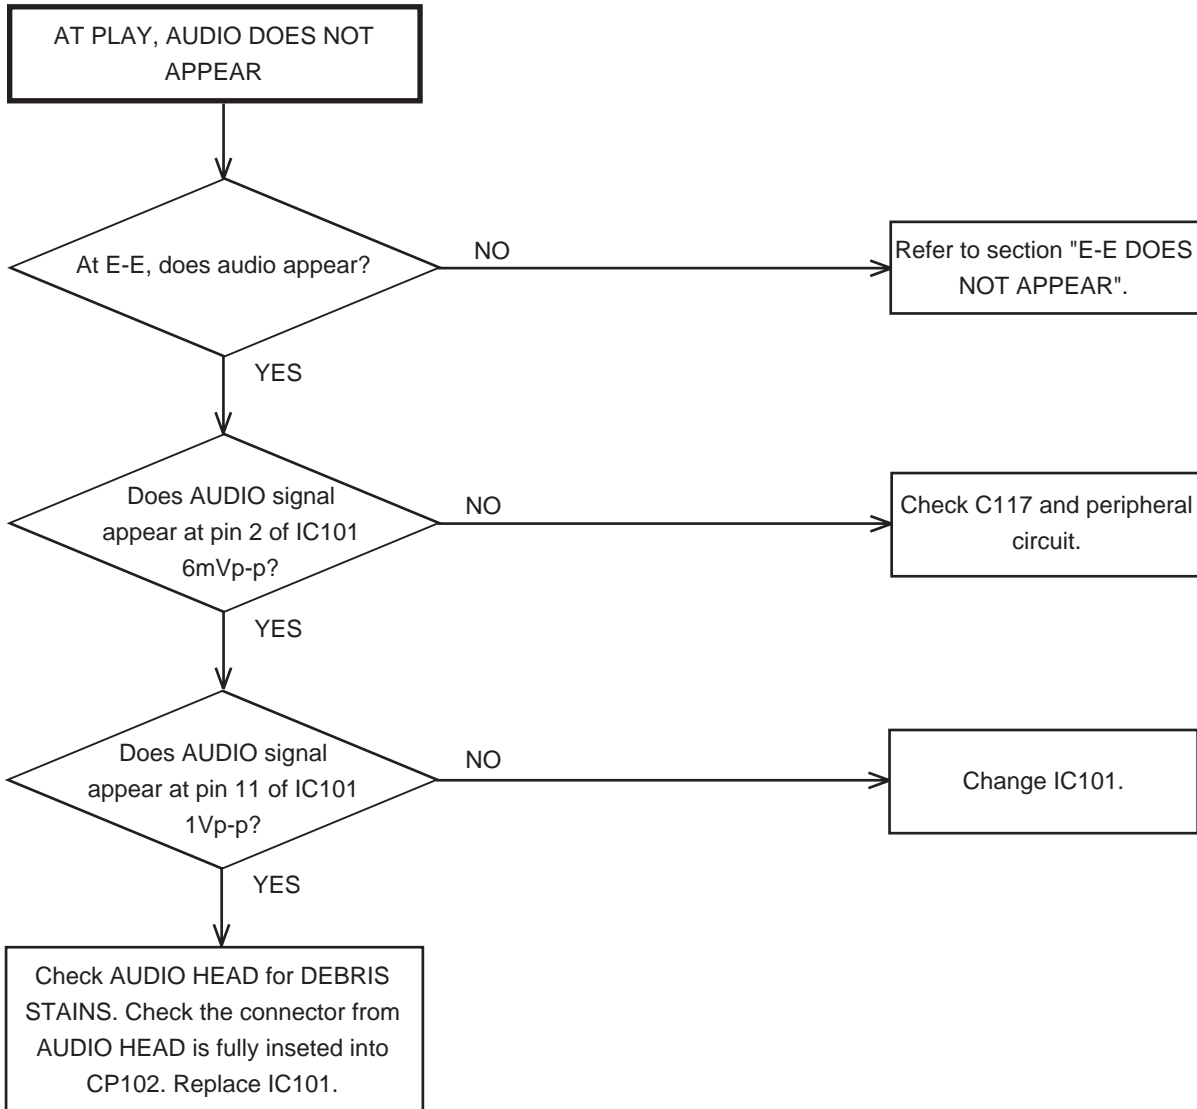 AT PLAY, AUDIO DOES NOT
APPEAR
At E-E, does audio appear?
NO
Refer to section "E-E DOES
NOT APPEAR".
YES
Does AUDIO signal
appear at pin 2 of IC101
6mVp-p?
NO
Check C117 and peripheral
circuit.
YES
Does AUDIO signal
appear at pin 11 of IC101
1Vp-p?
NO
Change IC101.
YES
Check AUDIO HEAD for DEBRIS
STAINS. Check the connector from
AUDIO HEAD is fully inseted into
CP102. Replace IC101.